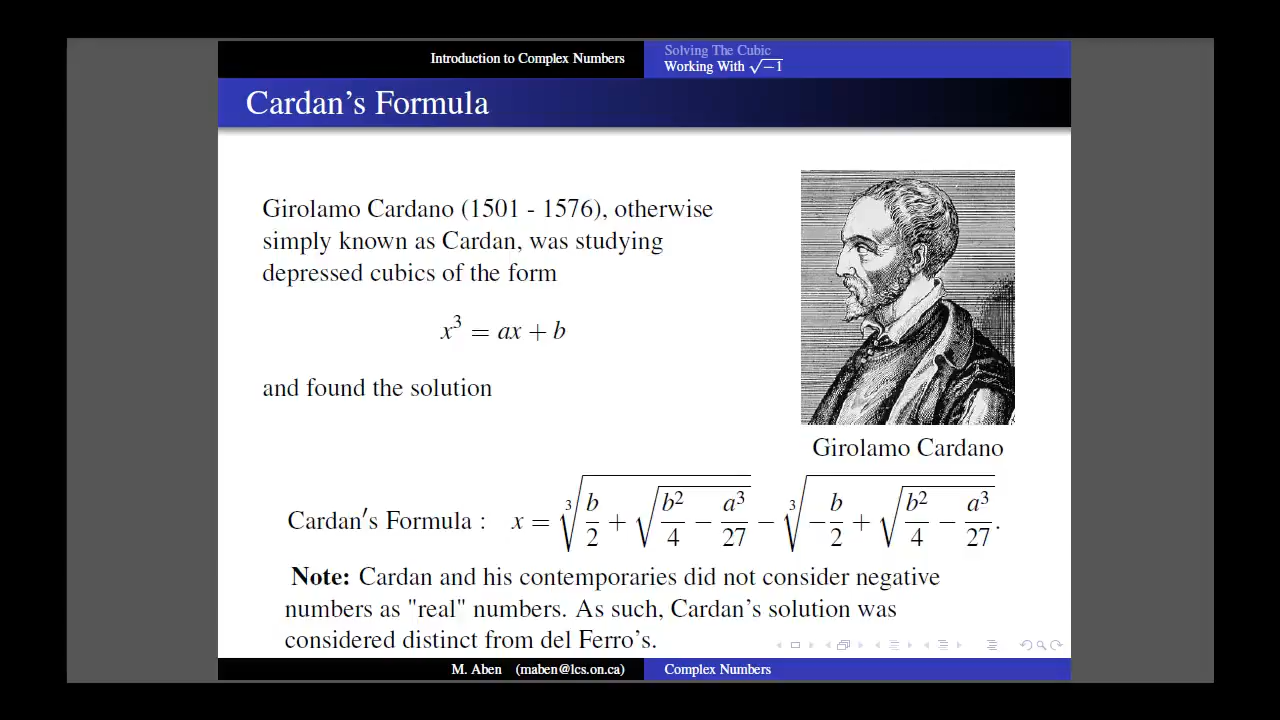 Introduction to Complex Numbers
Solving The Cubic
Working With √−1
Cardan's Formula
Girolamo Cardano (1501 - 1576), otherwise
simply known as Cardan, was studying
depressed cubics of the form
x³ = ax + b
and found the solution
Girolamo Cardano
Cardan′s Formula : x = ∛(b/2 + √(b²/4 − a³/27)) − ∛(−b/2 + √(b²/4 − a³/27)).
Note: Cardan and his contemporaries did not consider negative
numbers as "real" numbers. As such, Cardan's solution was
considered distinct from del Ferro's.
M. Aben (maben@lcs.on.ca)
Complex Numbers